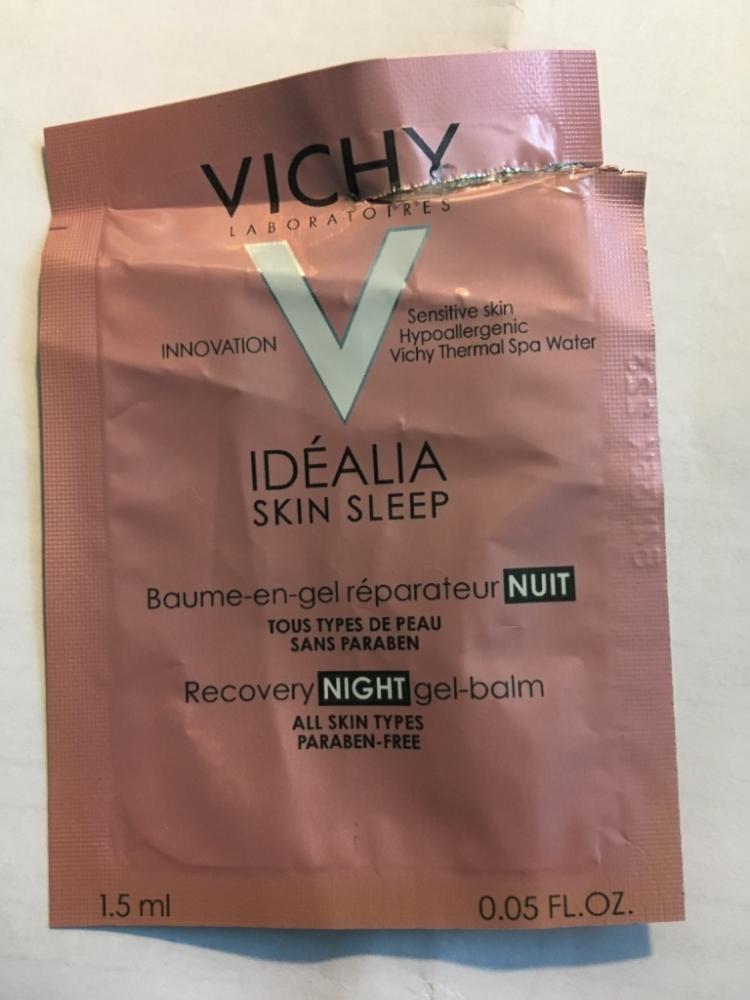 VICHY
LABORATOIRES
V
INNOVATION
Sensitive skin
Hypoallergenic
Vichy Thermal Spa Water
IDÉALIA
SKIN SLEEP
Baume-en-gel réparateur NUIT
TOUS TYPES DE PEAU
SANS PARABEN
Recovery NIGHT gel-balm
ALL SKIN TYPES
PARABEN-FREE
1.5 ml
0.05 FL.OZ.